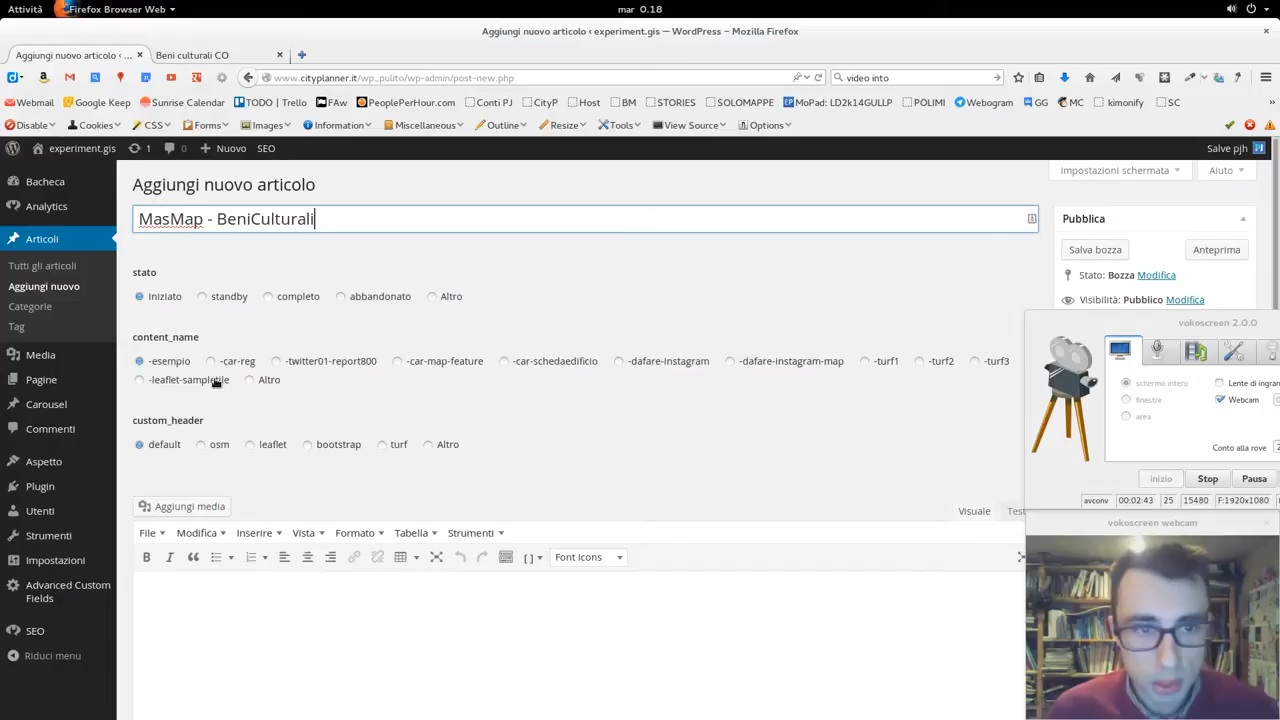 Attività Firefox Browser Web mar 0.18
Aggiungi nuovo articolo ‹ experiment.gis — WordPress – Mozilla Firefox
Aggiungi nuovo articolo ‹ ... Beni culturali CO
www.cityplanner.it/wp_pulito/wp-admin/post-new.php video into
Webmail Google Keep Sunrise Calendar TODO | Trello FAw PeoplePerHour.com Conti PJ CityP Host BM STORIES SOLOMAPPE MoPad: LD2k14GULLP POLIMI Webogram GG MC kimonify SC
Disable Cookies CSS Forms Images Information Miscellaneous Outline Resize Tools View Source Options
experiment.gis 1 0 Nuovo SEO Salve pjh
Bacheca
Analytics
Articoli
Tutti gli articoli
Aggiungi nuovo
Categorie
Tag
Media
Pagine
Carousel
Commenti
Aspetto
Plugin
Utenti
Strumenti
Impostazioni
Advanced Custom
Fields
SEO
Riduci menu
Impostazioni schermata Aiuto
Aggiungi nuovo articolo
MasMap - BeniCulturali
stato
iniziato standby completo abbandonato Altro
content_name
-esempio -car-reg -twitter01-report800 -car-map-feature -car-schedaedificio -dafare-instagram -dafare-instagram-map -turf1 -turf2 -turf3
-leaflet-sampletile Altro
custom_header
default osm leaflet bootstrap turf Altro
Aggiungi media
Visuale Test
File Modifica Inserire Vista Formato Tabella Strumenti
B I Font Icons
Pubblica
Salva bozza Anteprima
Stato: Bozza Modifica
Visibilità: Pubblico Modifica
vokoscreen 2.0.0
schermo intero Lente di ingran
finestre Webcam
area
Conto alla rove 2
inizio Stop Pausa
avconv 00:02:43 25 15480 F:1920x1080
vokoscreen webcam